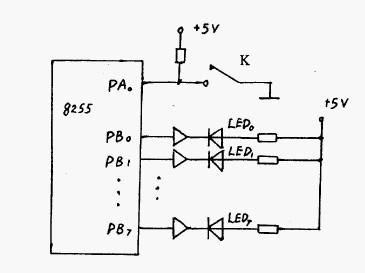 +5V
K
PA₀
8255
+5V
PB₀ LED₀
PB₁ LED₁
PB₇ LED₇